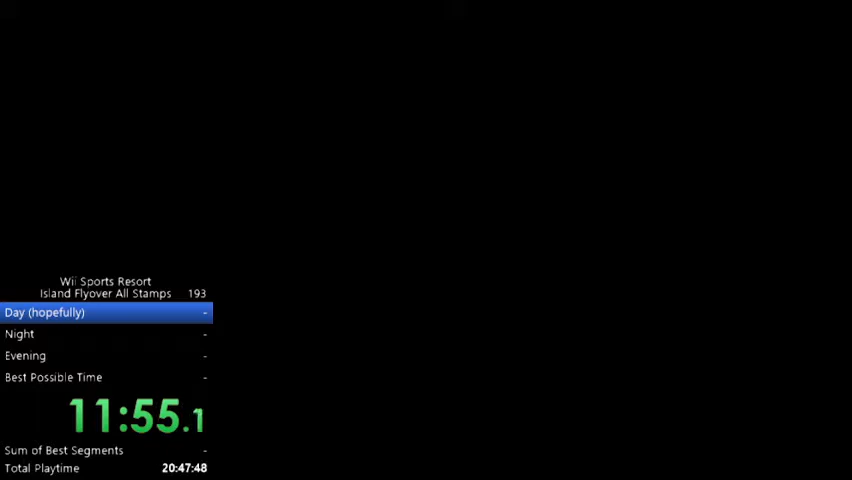 Wii Sports Resort
Island Flyover All Stamps 193
Day (hopefully) -
Night -
Evening -
Best Possible Time -
11:55.1
Sum of Best Segments -
Total Playtime 20:47:48